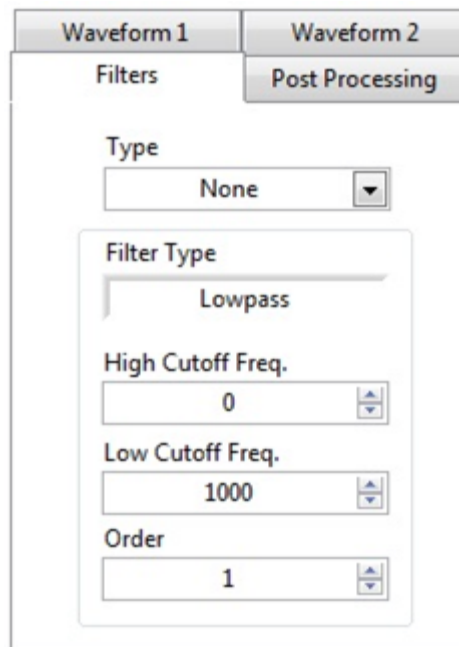 Waveform 1 Waveform 2
Filters Post Processing
Type
None
Filter Type
Lowpass
High Cutoff Freq.
0
Low Cutoff Freq.
1000
Order
1